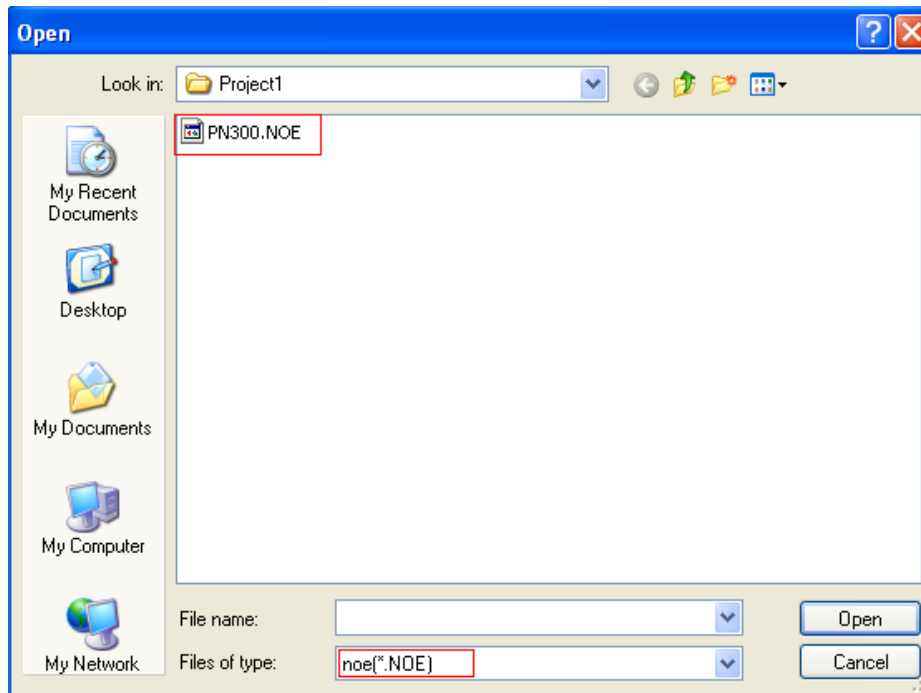 Open
Look in: Project1
PN300.NOE
My Recent
Documents
Desktop
My Documents
My Computer
My Network
File name:
Open
Files of type: noe(*.NOE)
Cancel